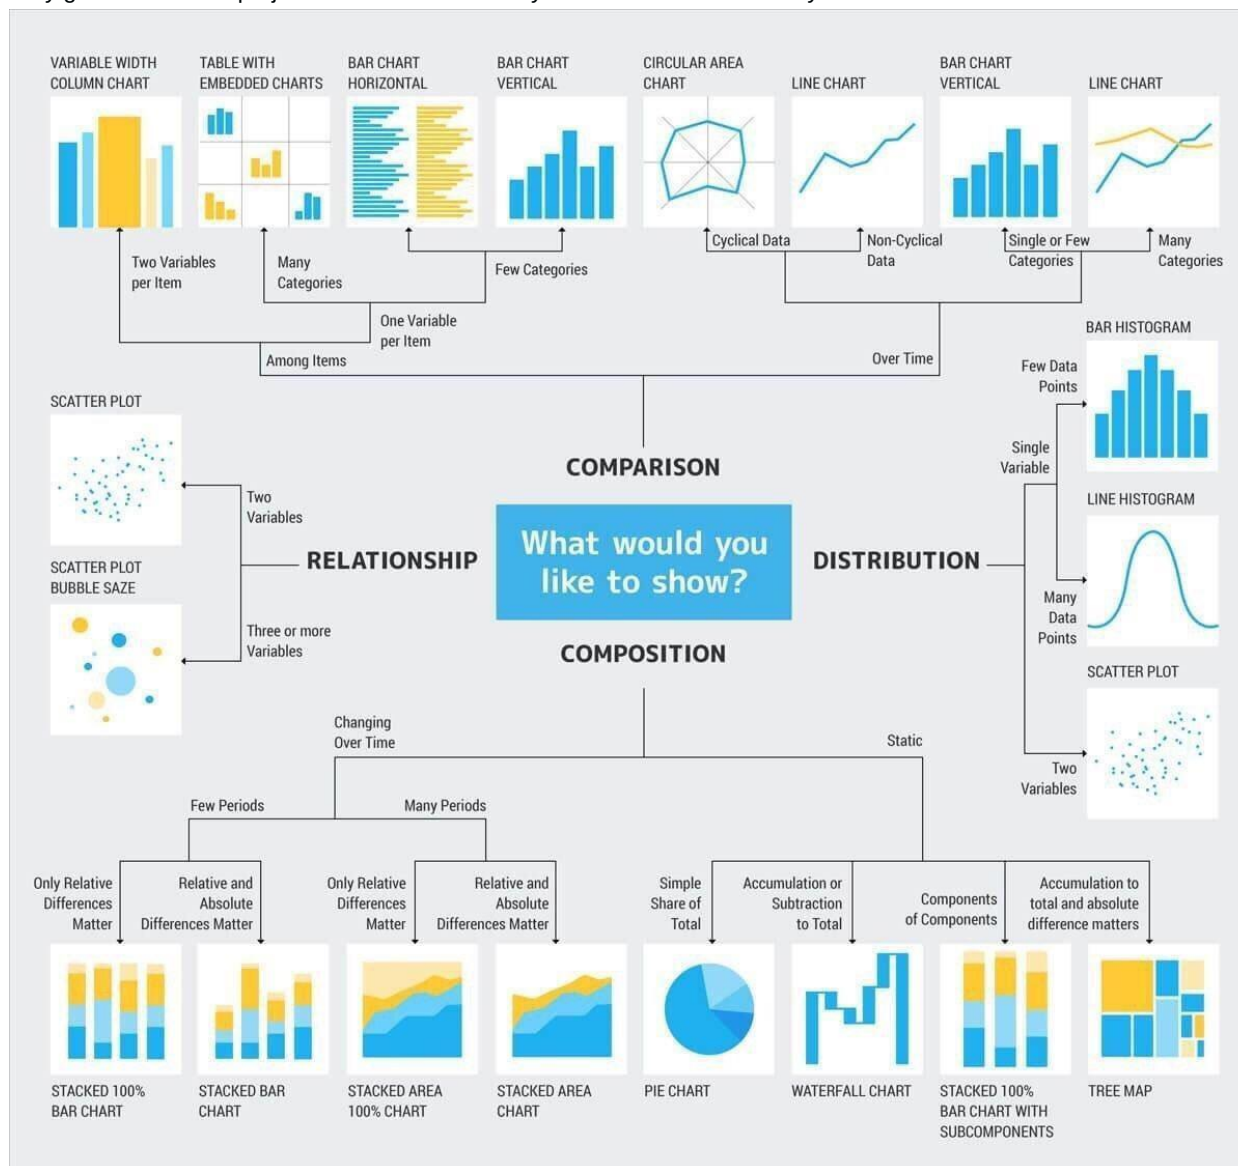 VARIABLE WIDTH
COLUMN CHART
TABLE WITH
EMBEDDED CHARTS
BAR CHART
HORIZONTAL
BAR CHART
VERTICAL
CIRCULAR AREA
CHART
LINE CHART
BAR CHART
VERTICAL
LINE CHART
Two Variables
per Item
Many
Categories
Few Categories
Cyclical Data
Non-Cyclical
Data
Single or Few
Categories
Many
Categories
One Variable
per Item
Among Items
Over Time
BAR HISTOGRAM
Few Data
Points
Single
Variable
LINE HISTOGRAM
Many
Data
Points
SCATTER PLOT
Two
Variables
SCATTER PLOT
Two
Variables
SCATTER PLOT
BUBBLE SAZE
Three or more
Variables
COMPARISON
RELATIONSHIP
What would you
like to show?
DISTRIBUTION
COMPOSITION
Changing
Over Time
Static
Few Periods
Many Periods
Only Relative
Differences
Matter
Relative and
Absolute
Differences Matter
Only Relative
Differences
Matter
Relative and
Absolute
Differences Matter
Simple
Share of
Total
Accumulation or
Subtraction
to Total
Components
of Components
Accumulation to
total and absolute
difference matters
STACKED 100%
BAR CHART
STACKED BAR
CHART
STACKED AREA
100% CHART
STACKED AREA
CHART
PIE CHART
WATERFALL CHART
STACKED 100%
BAR CHART WITH
SUBCOMPONENTS
TREE MAP